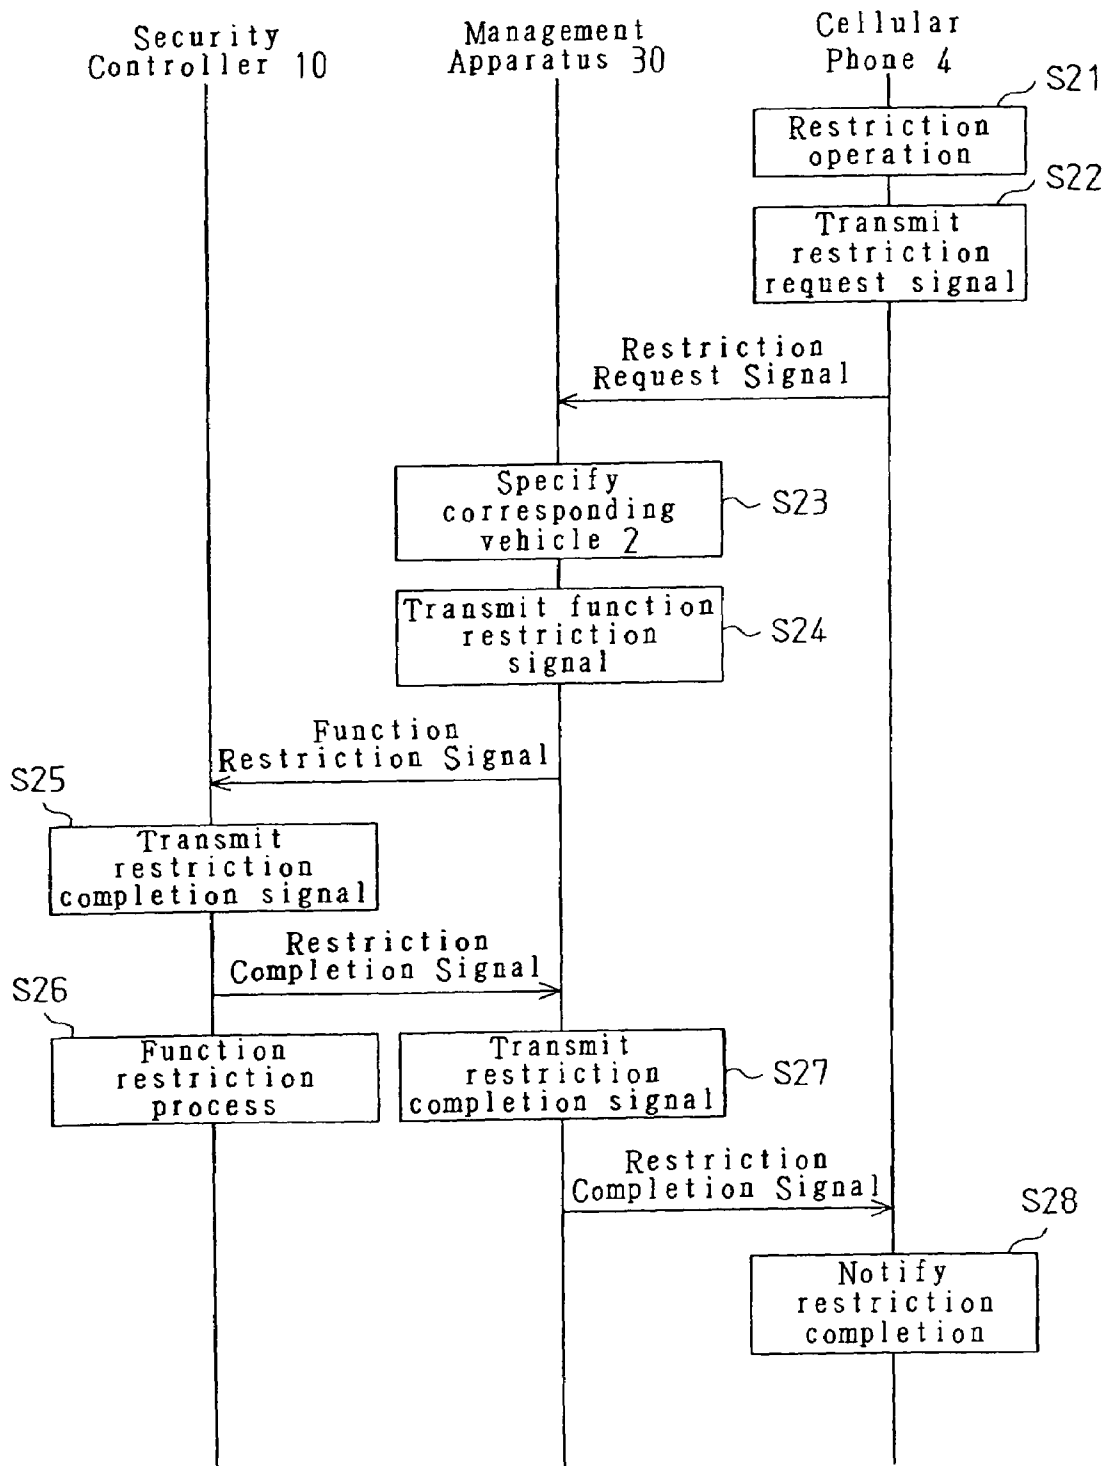 Security
Controller 10
Management
Apparatus 30
Cellular
Phone 4
S21
Restriction
operation
S22
Transmit
restriction
request signal
Restriction
Request Signal
Specify
corresponding
vehicle 2
S23
Transmit function
restriction
signal
S24
Function
Restriction Signal
S25
Transmit
restriction
completion signal
Restriction
Completion Signal
S26
Function
restriction
process
Transmit
restriction
completion signal
S27
Restriction
Completion Signal
S28
Notify
restriction
completion